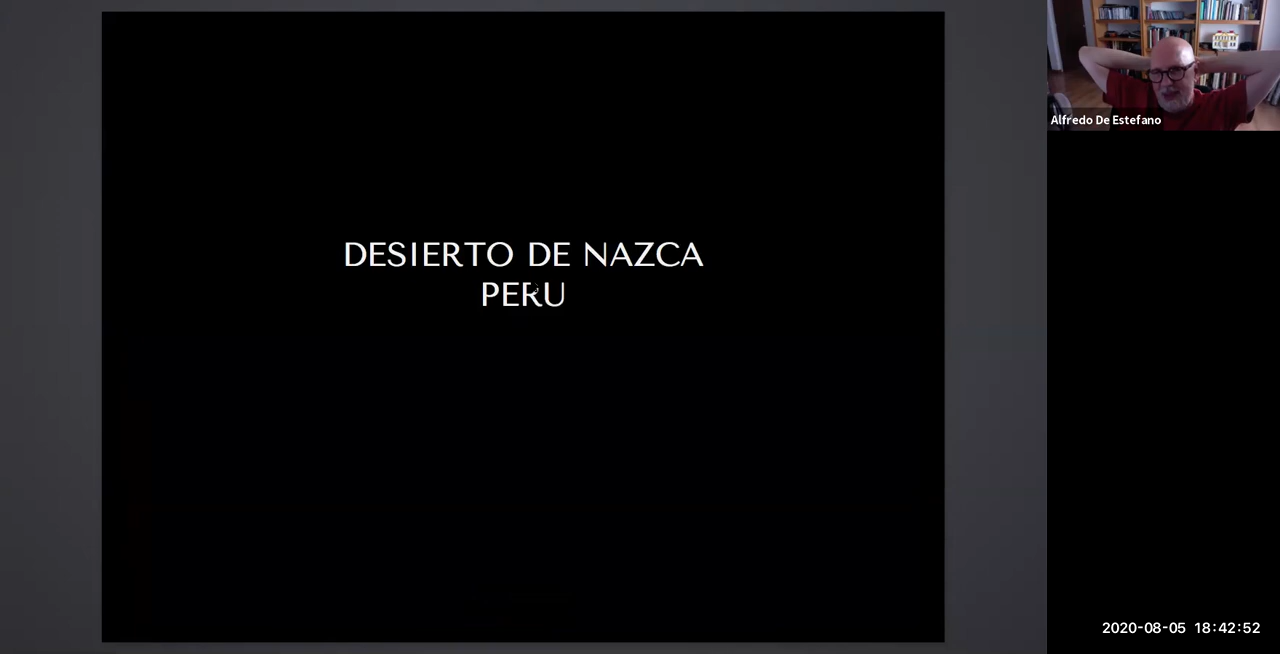 DESIERTO DE NAZCA
PERU
Alfredo De Estefano
2020-08-05 18:42:52